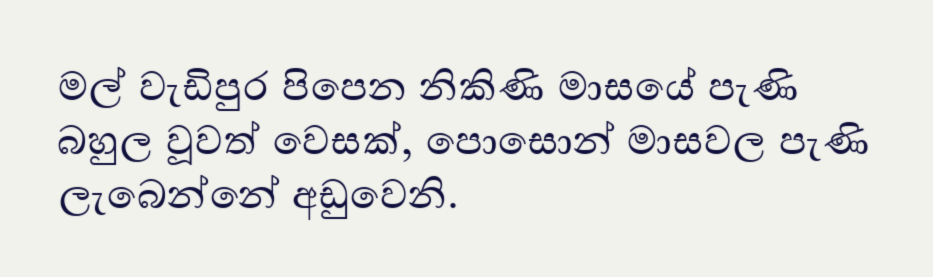 මල් වැඩිපුර පිපෙන නිකිණි මාසයේ පැණි
බහුල වූවත් වෙසක්, පොසොන් මාසවල පැණි
ලැබෙන්නේ අඩුවෙනි.